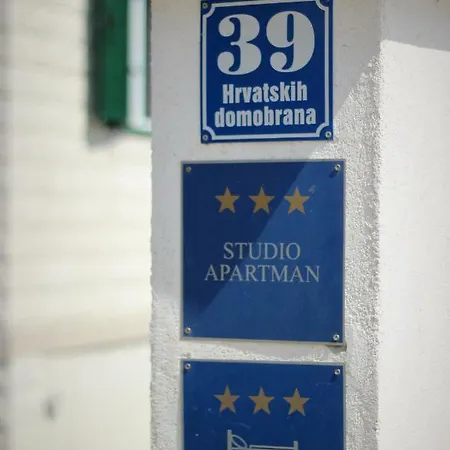 39
Hrvatskih
domobrana
STUDIO
APARTMAN